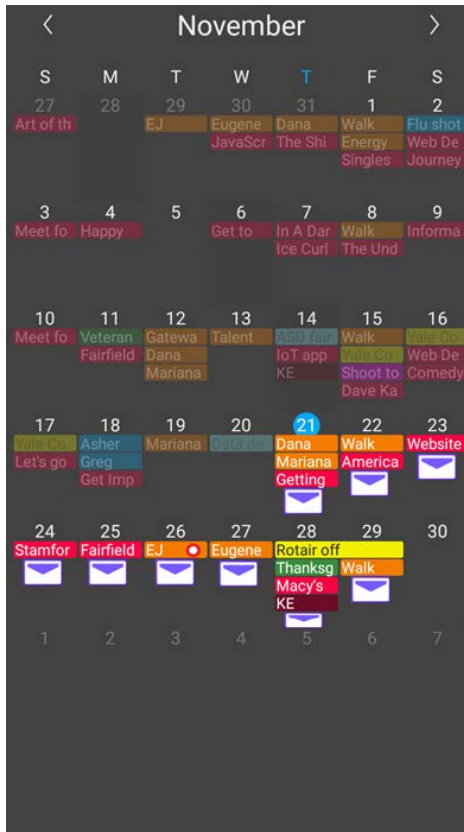 November
S M T W T F S
27 28 29 30 31 1 2
Art of th EJ Eugene Dana Walk Flu shot
JavaScr The Shi Energy Web De
Singles Journey
3 4 5 6 7 8 9
Meet fo Happy Get to In A Dar Walk Informa
Ice Curl The Und
10 11 12 13 14 15 16
Meet fo Veteran Gatewa Talent ASD fair Walk Yale Co
Fairfield Dana IoT app Yale Co Web De
Mariana KE Shoot to Comedy
Dave Ka
17 18 19 20 21 22 23
Yale Co Asher Mariana Data de Dana Walk Website
Let's go Greg Mariana America
Get Imp Getting
24 25 26 27 28 29 30
Stamfor Fairfield EJ Eugene Rotair off
Thanksg Walk
Macy's
KE
1 2 3 4 5 6 7